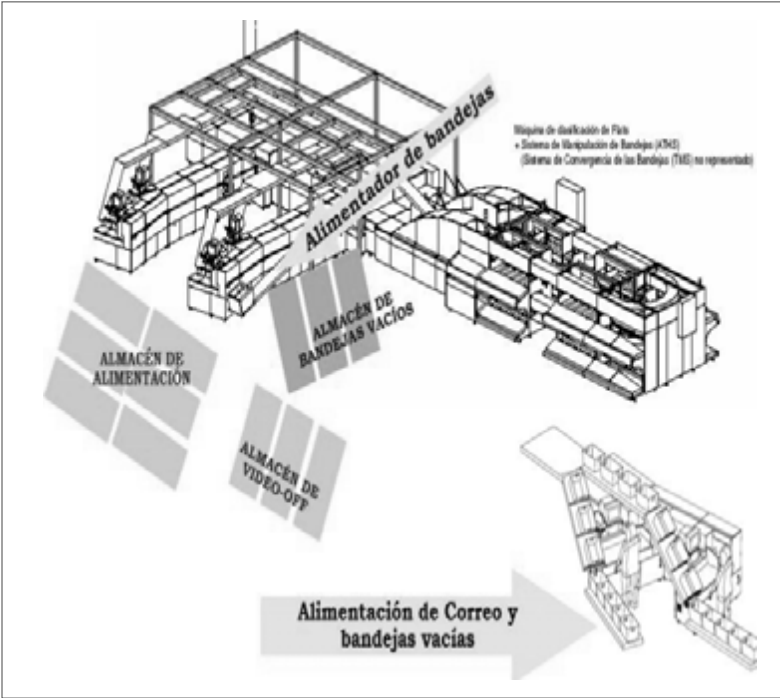 Alimentador de bandejas
Máquina de clasificación de Flats
+ Sistema de Manipulación de Bandejas (ATHS)
(Sistema de Convergencia de las Bandejas (TMS) no representado)
ALMACÉN DE
BANDEJAS VACÍOS
ALMACÉN DE
ALIMENTACIÓN
ALMACÉN DE
VIDEO-OFF
Alimentación de Correo y
bandejas vacías